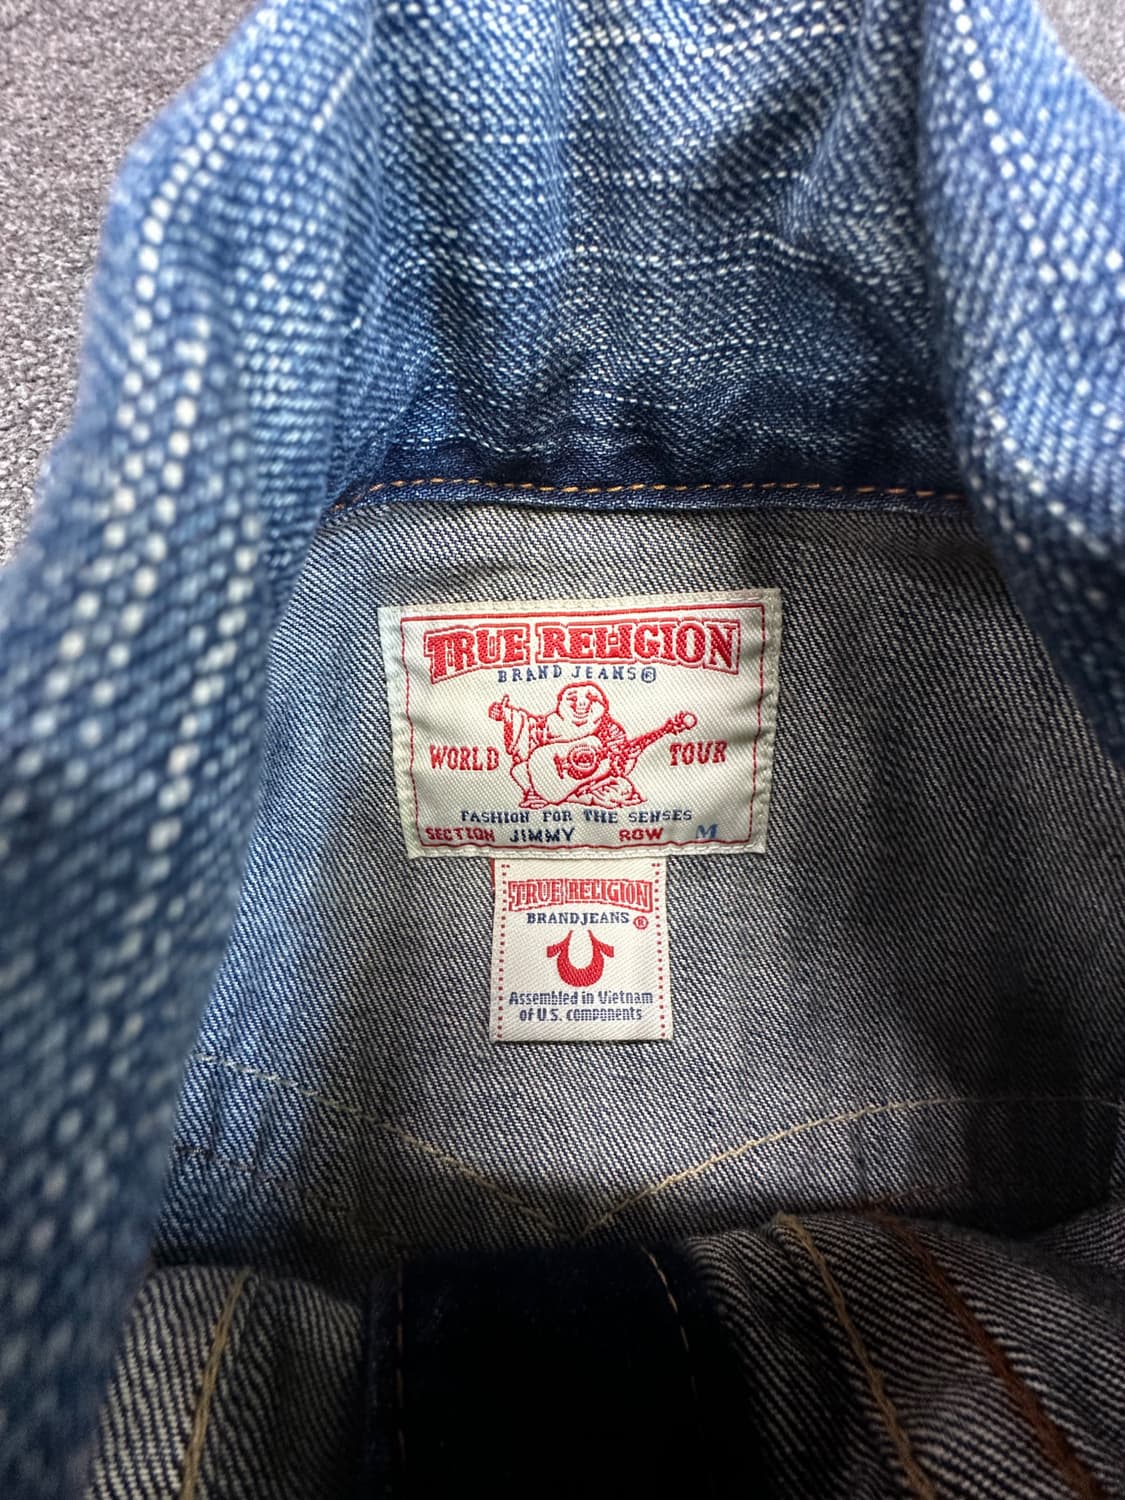 TRUE RELIGION
BRAND JEANS®
WORLD TOUR
FASHION FOR THE SENSES
SECTION JIMMY ROW M
TRUE RELIGION
BRAND JEANS ®
Assembled in Vietnam
of U.S. components